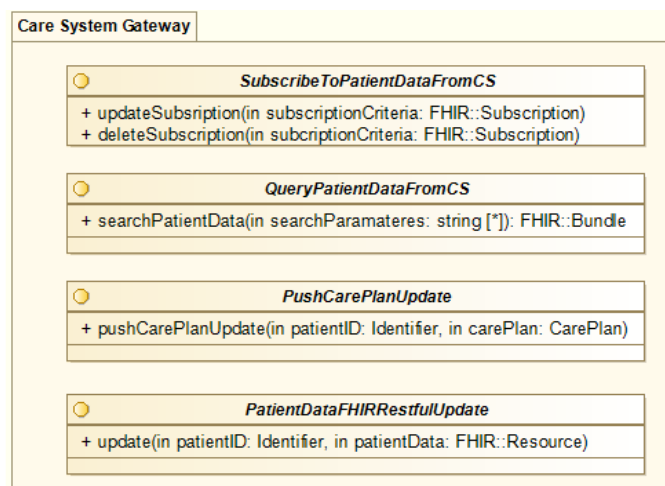 Care System Gateway
SubscribeToPatientDataFromCS
+ updateSubsription(in subscriptionCriteria: FHIR::Subscription)
+ deleteSubscription(in subcriptionCriteria: FHIR::Subscription)
QueryPatientDataFromCS
+ searchPatientData(in searchParamateres: string [*]): FHIR::Bundle
PushCarePlanUpdate
+ pushCarePlanUpdate(in patientID: Identifier, in carePlan: CarePlan)
PatientDataFHIRRestfulUpdate
+ update(in patientID: Identifier, in patientData: FHIR::Resource)